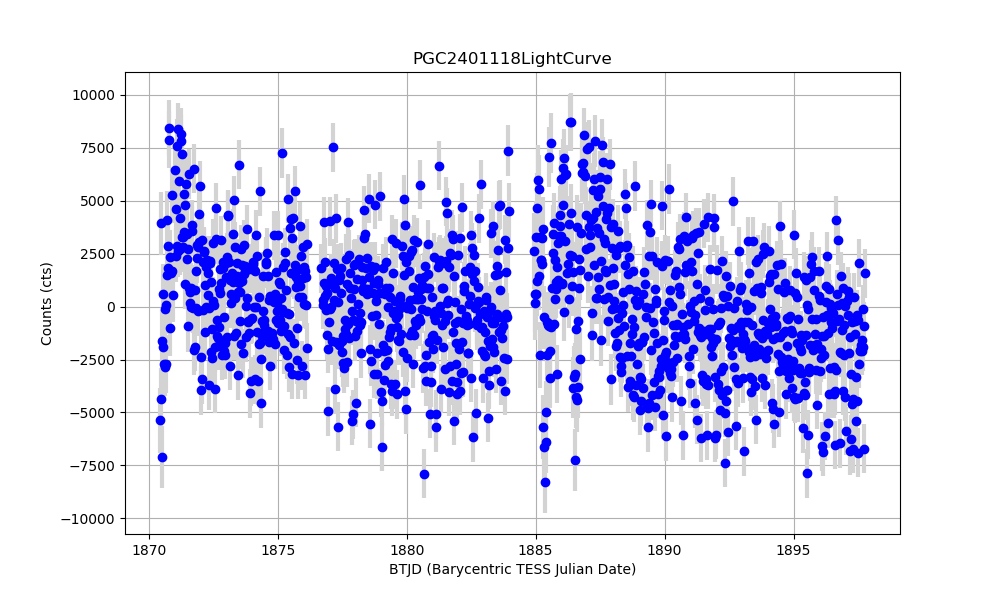 PGC2401118LightCurve
10000
7500
5000
2500
0
−2500
−5000
−7500
−10000
Counts (cts)
1870 1875 1880 1885 1890 1895
BTJD (Barycentric TESS Julian Date)